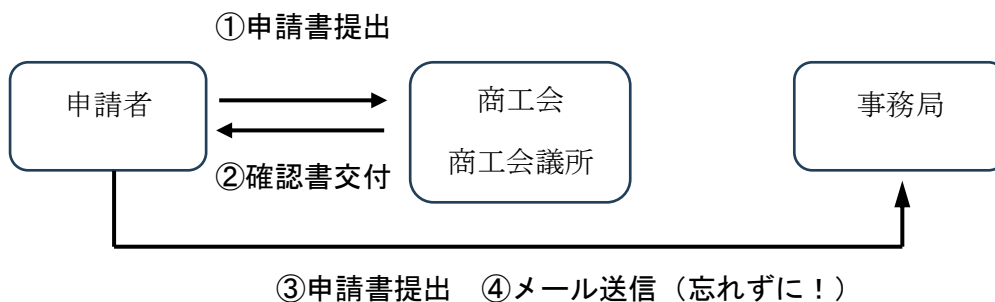 ①申請書提出
申請者
商工会
商工会議所
事務局
②確認書交付
③申請書提出　④メール送信（忘れずに！）